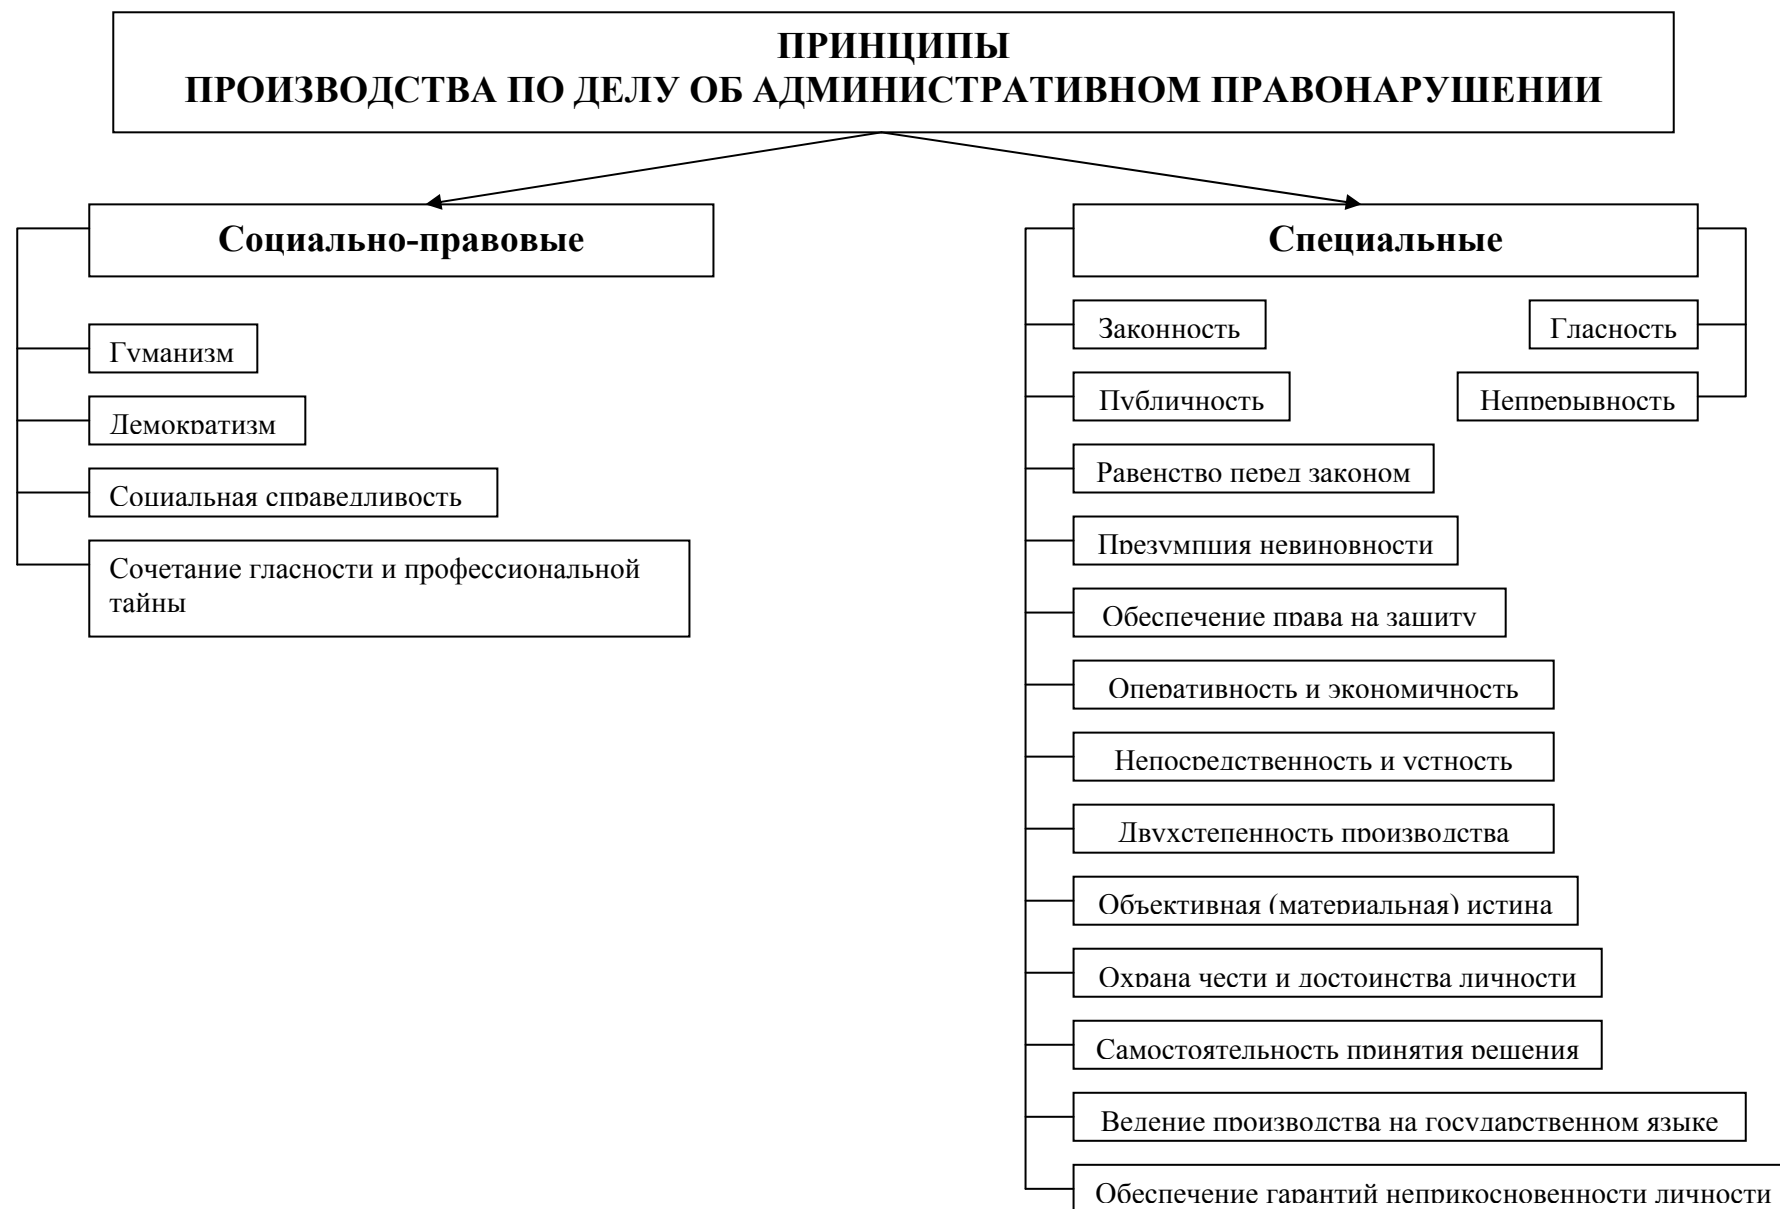 ПРИНЦИПЫ
ПРОИЗВОДСТВА ПО ДЕЛУ ОБ АДМИНИСТРАТИВНОМ ПРАВОНАРУШЕНИИ
Социально-правовые
Гуманизм
Демократизм
Социальная справедливость
Сочетание гласности и профессиональной
тайны
Специальные
Законность
Гласность
Публичность
Непрерывность
Равенство перед законом
Презумпция невиновности
Обеспечение права на защиту
Оперативность и экономичность
Непосредственность и устность
Двухстепенность производства
Объективная (материальная) истина
Охрана чести и достоинства личности
Самостоятельность принятия решения
Ведение производства на государственном языке
Обеспечение гарантий неприкосновенности личности